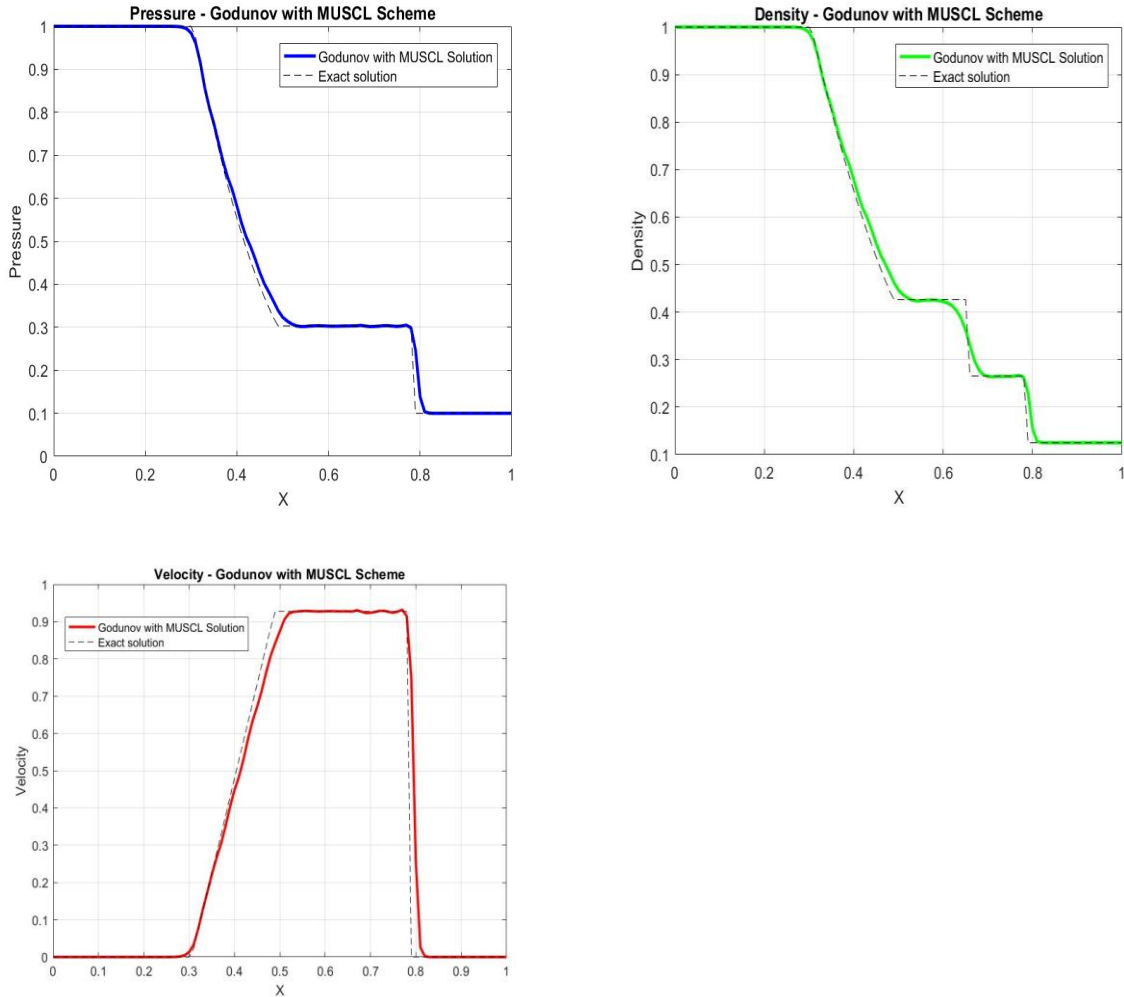 Pressure - Godunov with MUSCL Scheme
Godunov with MUSCL Solution
Exact solution
Pressure
1
0.9
0.8
0.7
0.6
0.5
0.4
0.3
0.2
0.1
0
0 0.2 0.4 0.6 0.8 1
X
Density - Godunov with MUSCL Scheme
Godunov with MUSCL Solution
Exact solution
Density
1
0.9
0.8
0.7
0.6
0.5
0.4
0.3
0.2
0.1
0 0.2 0.4 0.6 0.8 1
X
Velocity - Godunov with MUSCL Scheme
Godunov with MUSCL Solution
Exact solution
Velocity
1
0.9
0.8
0.7
0.6
0.5
0.4
0.3
0.2
0.1
0
0 0.1 0.2 0.3 0.4 0.5 0.6 0.7 0.8 0.9 1
X